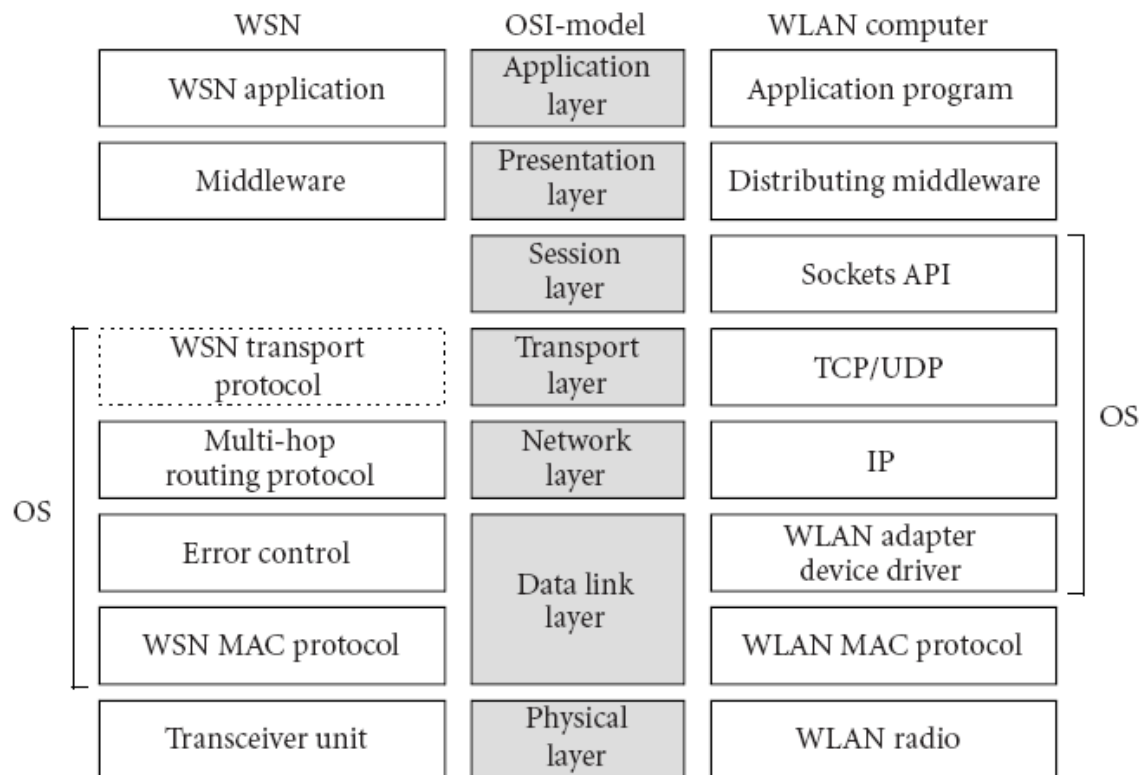 WSN
OSI-model
WLAN computer
WSN application
Application
layer
Application program
Middleware
Presentation
layer
Distributing middleware
Session
layer
Sockets API
WSN transport
protocol
Transport
layer
TCP/UDP
OS
Multi-hop
routing protocol
Network
layer
IP
OS
Error control
Data link
layer
WLAN adapter
device driver
WSN MAC protocol
WLAN MAC protocol
Transceiver unit
Physical
layer
WLAN radio